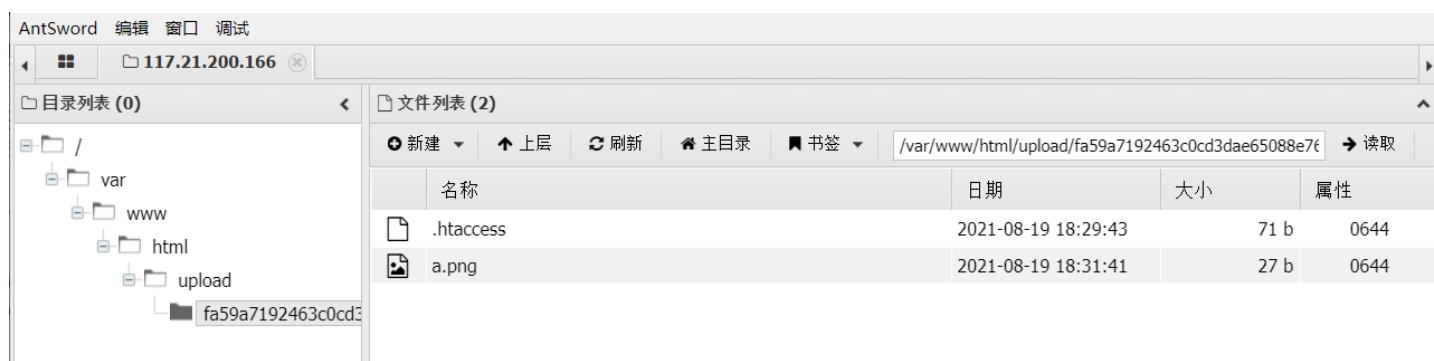 AntSword 编辑 窗口 调试
117.21.200.166
目录列表 (0)
文件列表 (2)
新建 上层 刷新 主目录 书签 /var/www/html/upload/fa59a7192463c0cd3dae65088e76 读取
/
var
www
html
upload
fa59a7192463c0cd3
名称 日期 大小 属性
.htaccess 2021-08-19 18:29:43 71 b 0644
a.png 2021-08-19 18:31:41 27 b 0644